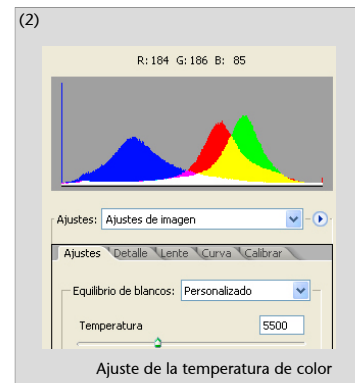 (2)
R: 184 G: 186 B: 85
Ajustes: Ajustes de imagen
Ajustes Detalle Lente Curva Calibrar
Equilibrio de blancos: Personalizado
Temperatura 5500
Ajuste de la temperatura de color